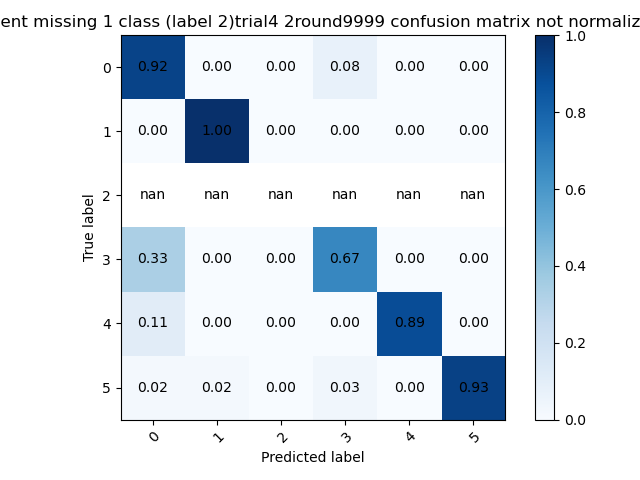 ent missing 1 class (label 2)trial4 2round9999 confusion matrix not normaliz
1.0
0 0.92 0.00 0.00 0.08 0.00 0.00
0.8
1 0.00 1.00 0.00 0.00 0.00 0.00
2 nan nan nan nan nan nan
0.6
True label
3 0.33 0.00 0.00 0.67 0.00 0.00
0.4
4 0.11 0.00 0.00 0.00 0.89 0.00
0.2
5 0.02 0.02 0.00 0.03 0.00 0.93
0.0
0 1 2 3 4 5
Predicted label